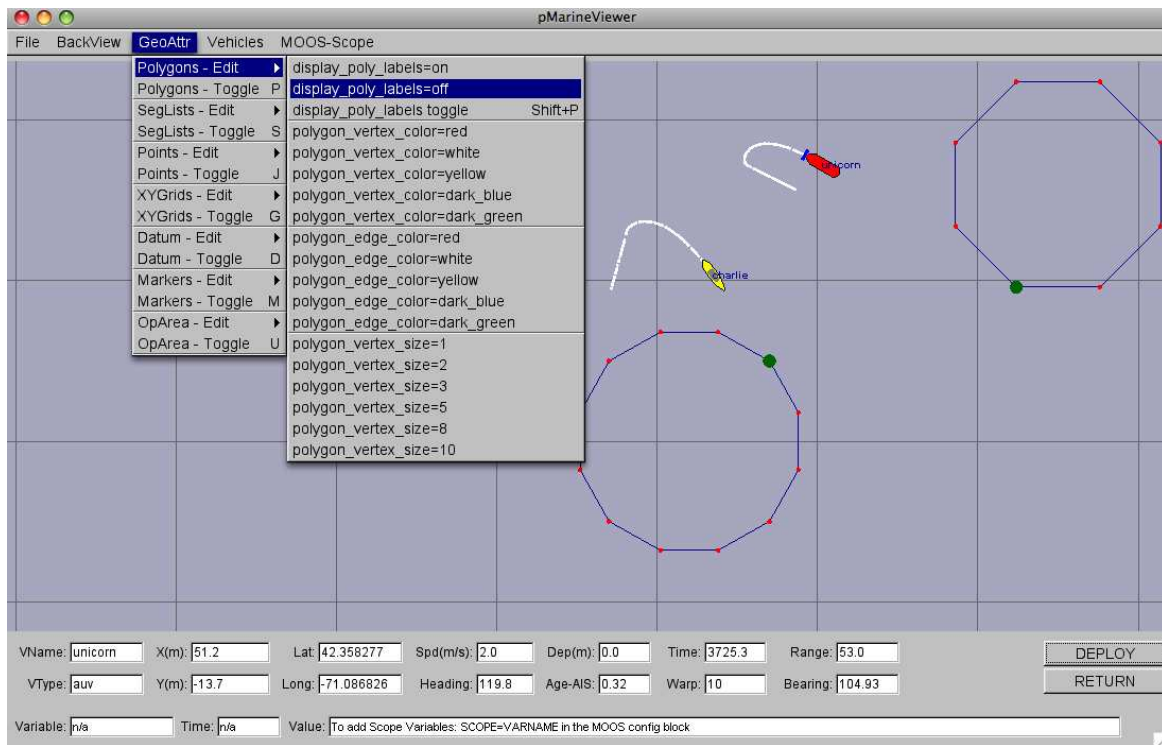 pMarineViewer
File BackView GeoAttr Vehicles MOOS-Scope
Polygons - Edit
Polygons - Toggle P
SegLists - Edit
SegLists - Toggle S
Points - Edit
Points - Toggle J
XYGrids - Edit
XYGrids - Toggle G
Datum - Edit
Datum - Toggle D
Markers - Edit
Markers - Toggle M
OpArea - Edit
OpArea - Toggle U
display_poly_labels=on
display_poly_labels=off
display_poly_labels toggle Shift+P
polygon_vertex_color=red
polygon_vertex_color=white
polygon_vertex_color=yellow
polygon_vertex_color=dark_blue
polygon_vertex_color=dark_green
polygon_edge_color=red
polygon_edge_color=white
polygon_edge_color=yellow
polygon_edge_color=dark_blue
polygon_edge_color=dark_green
polygon_vertex_size=1
polygon_vertex_size=2
polygon_vertex_size=3
polygon_vertex_size=5
polygon_vertex_size=8
polygon_vertex_size=10
unicorn
charlie
VName: unicorn X(m): 51.2 Lat: 42.358277 Spd(m/s): 2.0 Dep(m): 0.0 Time: 3725.3 Range: 53.0 DEPLOY
VType: auv Y(m): -13.7 Long: -71.086826 Heading: 119.8 Age-AIS: 0.32 Warp: 10 Bearing: 104.93 RETURN
Variable: n/a Time: n/a Value: To add Scope Variables: SCOPE=VARNAME in the MOOS config block